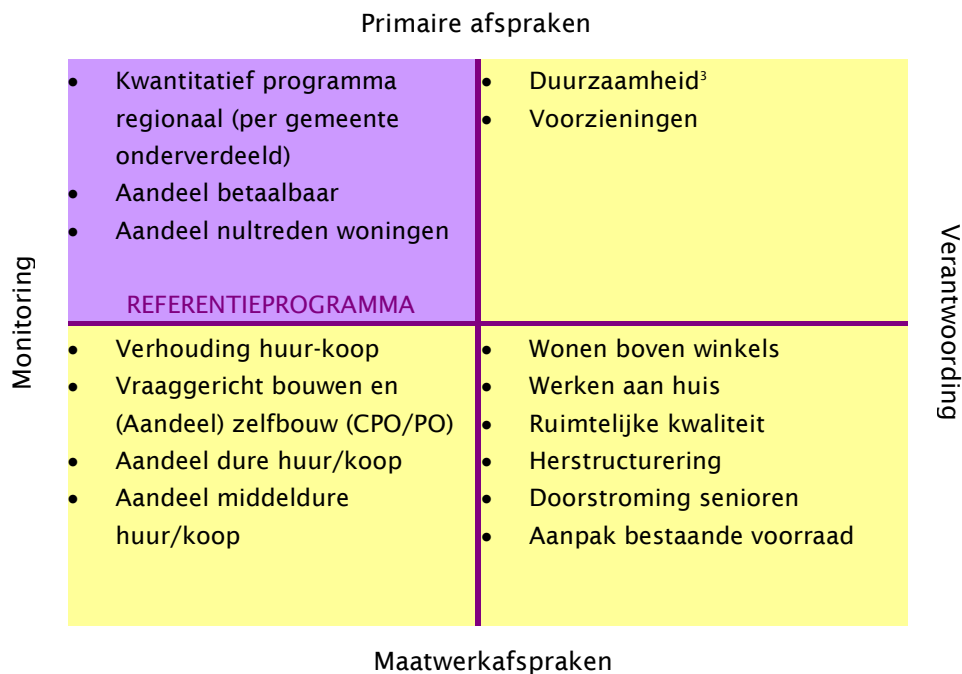 Primaire afspraken
• Kwantitatief programma
regionaal (per gemeente
onderverdeeld)
• Aandeel betaalbaar
• Aandeel nultreden woningen
REFERENTIEPROGRAMMA
• Duurzaamheid³
• Voorzieningen
Monitoring
Verantwoording
• Verhouding huur-koop
• Vraaggericht bouwen en
(Aandeel) zelfbouw (CPO/PO)
• Aandeel dure huur/koop
• Aandeel middeldure
huur/koop
• Wonen boven winkels
• Werken aan huis
• Ruimtelijke kwaliteit
• Herstructurering
• Doorstroming senioren
• Aanpak bestaande voorraad
Maatwerkafspraken